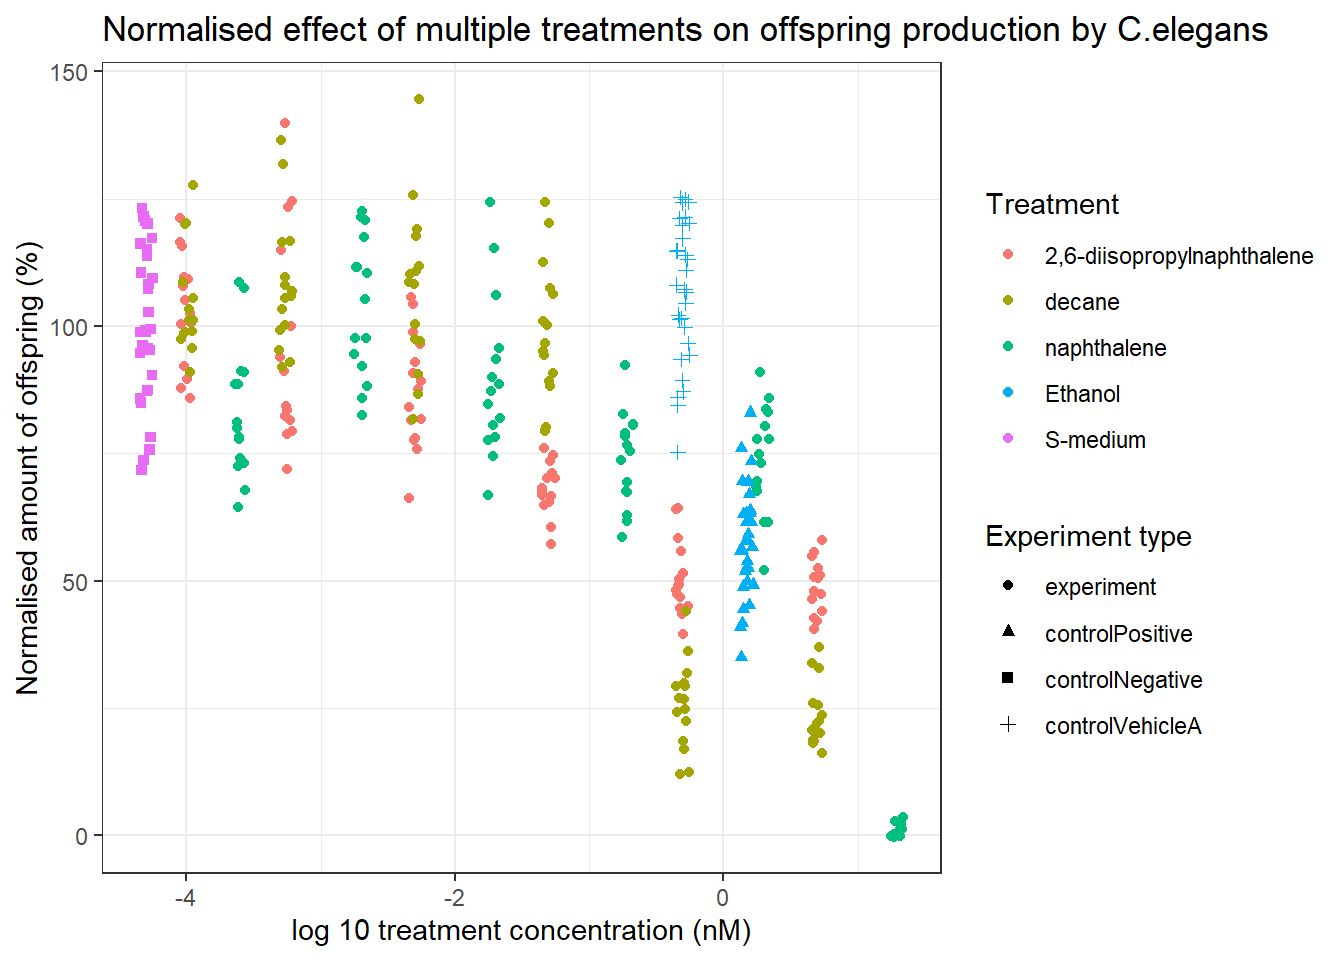 Normalised effect of multiple treatments on offspring production by C.elegans
150
100
50
0
Normalised amount of offspring (%)
-4
-2
0
log 10 treatment concentration (nM)
Treatment
2,6-diisopropylnaphthalene
decane
naphthalene
Ethanol
S-medium
Experiment type
experiment
controlPositive
controlNegative
controlVehicleA